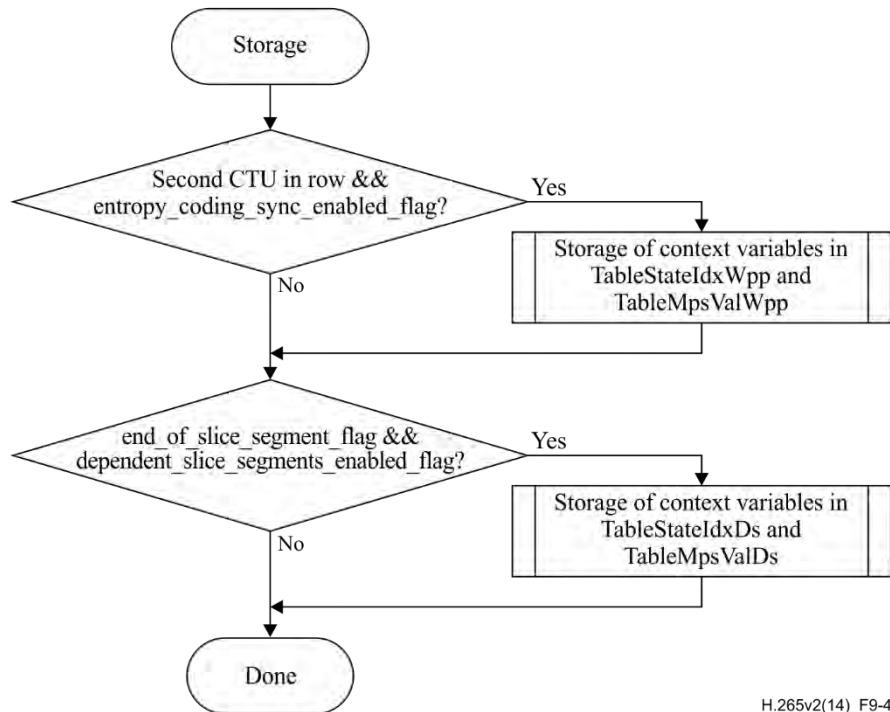 Storage
Second CTU in row &&
entropy_coding_sync_enabled_flag?
Yes
Storage of context variables in
TableStateIdxWpp and
TableMpsValWpp
No
end_of_slice_segment_flag &&
dependent_slice_segments_enabled_flag?
Yes
Storage of context variables in
TableStateIdxDs and
TableMpsValDs
No
Done
H.265v2(14)_F9-4